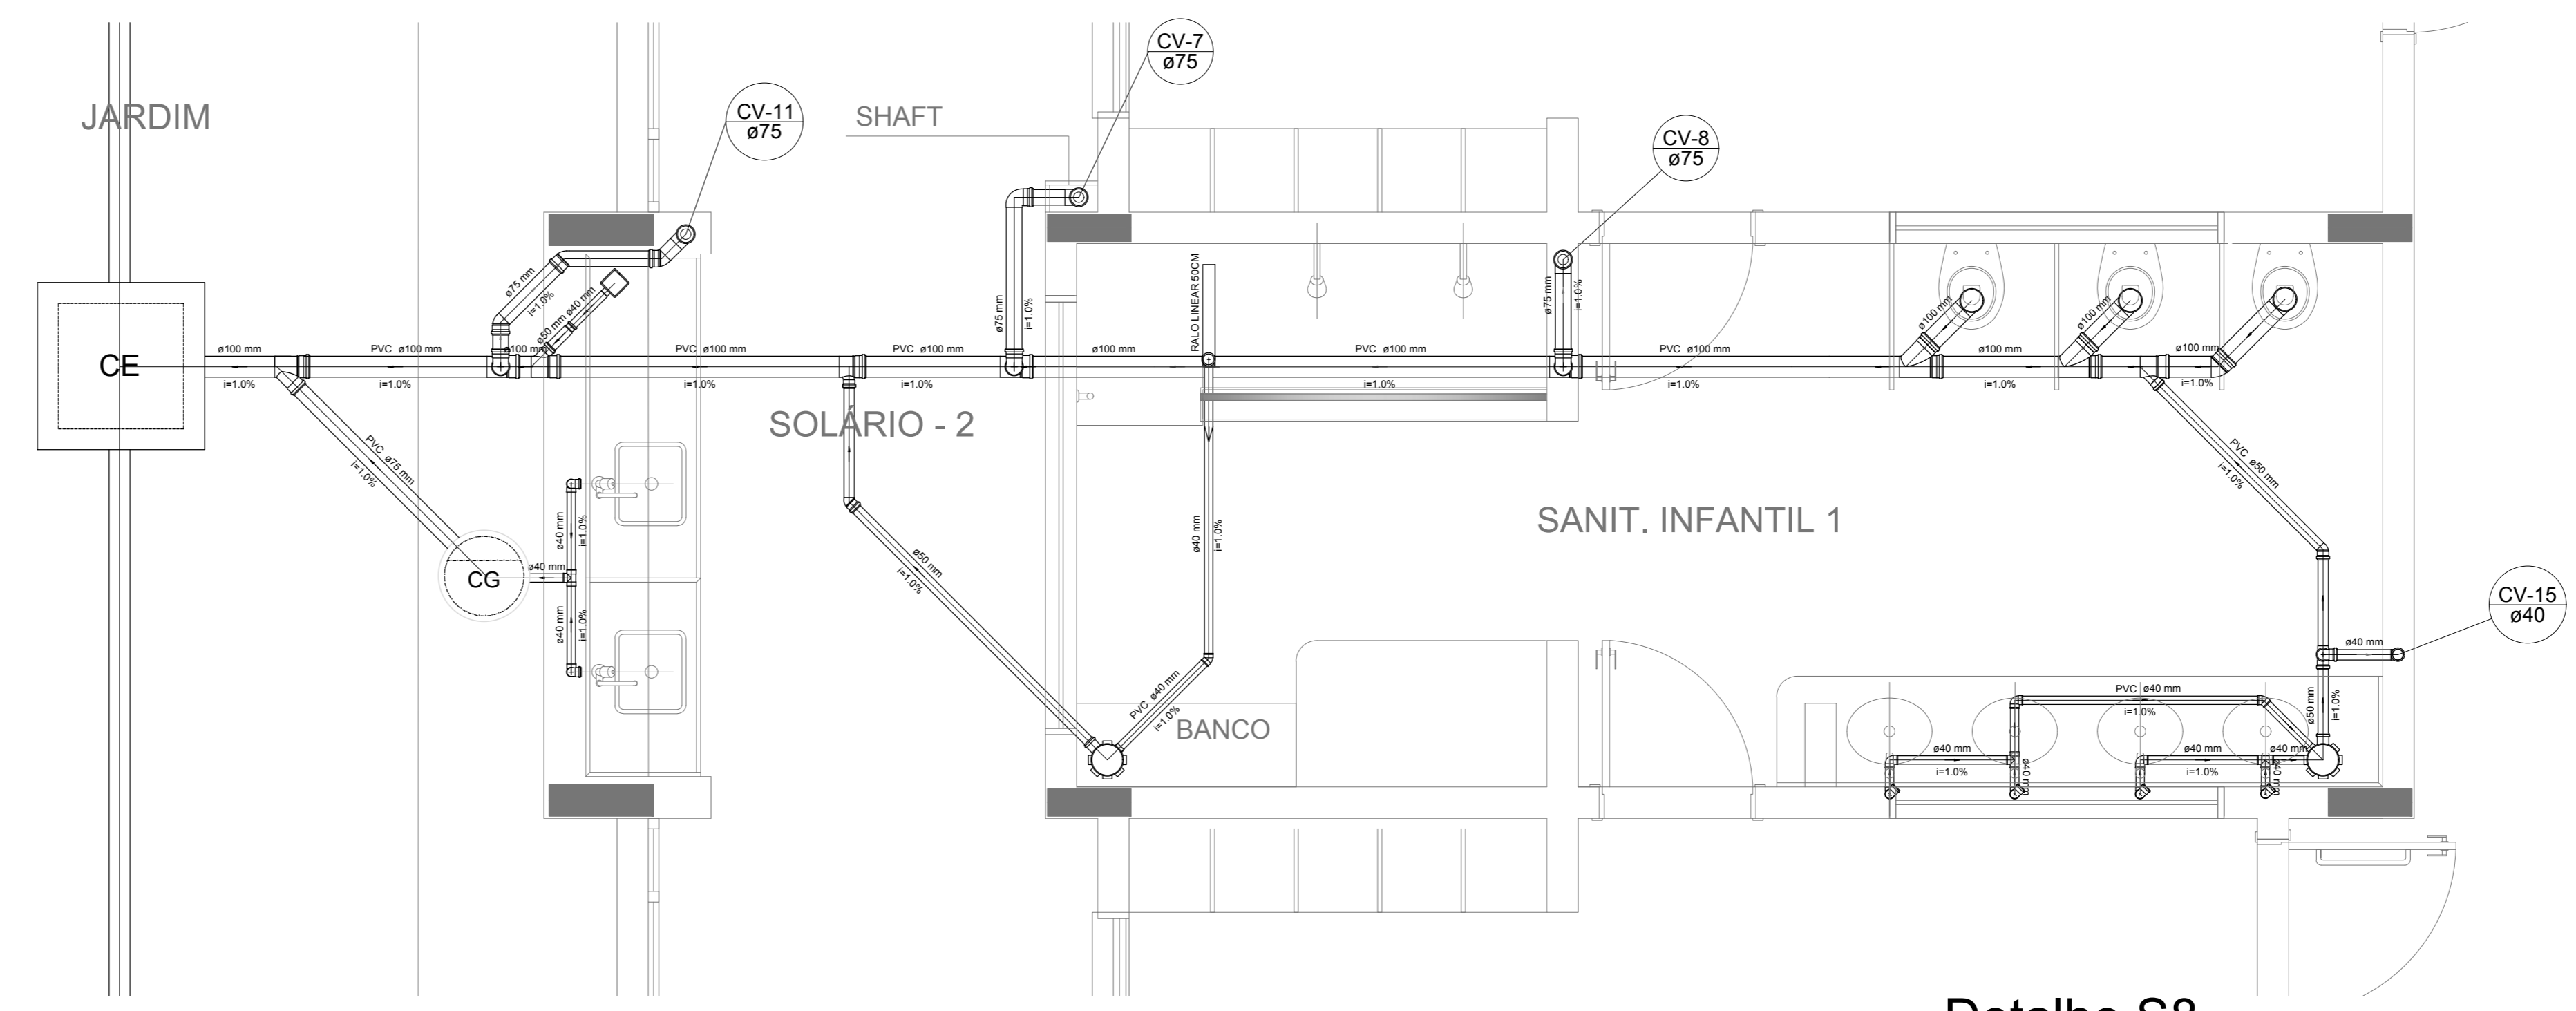 CV-7
ø75
JARDIM
CV-11
ø75
SHAFT
CV-8
ø75
RALO LINEAR 50CM
ø75 mm
i=1.0%
ø50 mm
ø40 mm
ø75 mm
i=1.0%
ø75 mm
i=1.0%
ø100 mm
ø100 mm
CE
ø100 mm
i=1.0%
PVC ø100 mm
i=1.0%
ø100 mm
PVC ø100 mm
i=1.0%
PVC ø100 mm
i=1.0%
ø100 mm
PVC ø100 mm
i=1.0%
PVC ø100 mm
i=1.0%
ø100 mm
i=1.0%
ø100 mm
i=1.0%
SOLÁRIO - 2
PVC ø75 mm
i=1.0%
PVC ø50 mm
i=1.0%
SANIT. INFANTIL 1
ø40 mm
i=1.0%
ø40 mm
i=1.0%
ø50 mm
i=1.0%
CG
ø40 mm
ø40 mm
i=1.0%
CV-15
ø40
ø40 mm
PVC ø40 mm
i=1.0%
BANCO
PVC ø40 mm
i=1.0%
ø50 mm
i=1.0%
ø40 mm
i=1.0%
ø40 mm
ø40 mm
i=1.0%
ø40 mm
ø40 mm
Detalhe S8